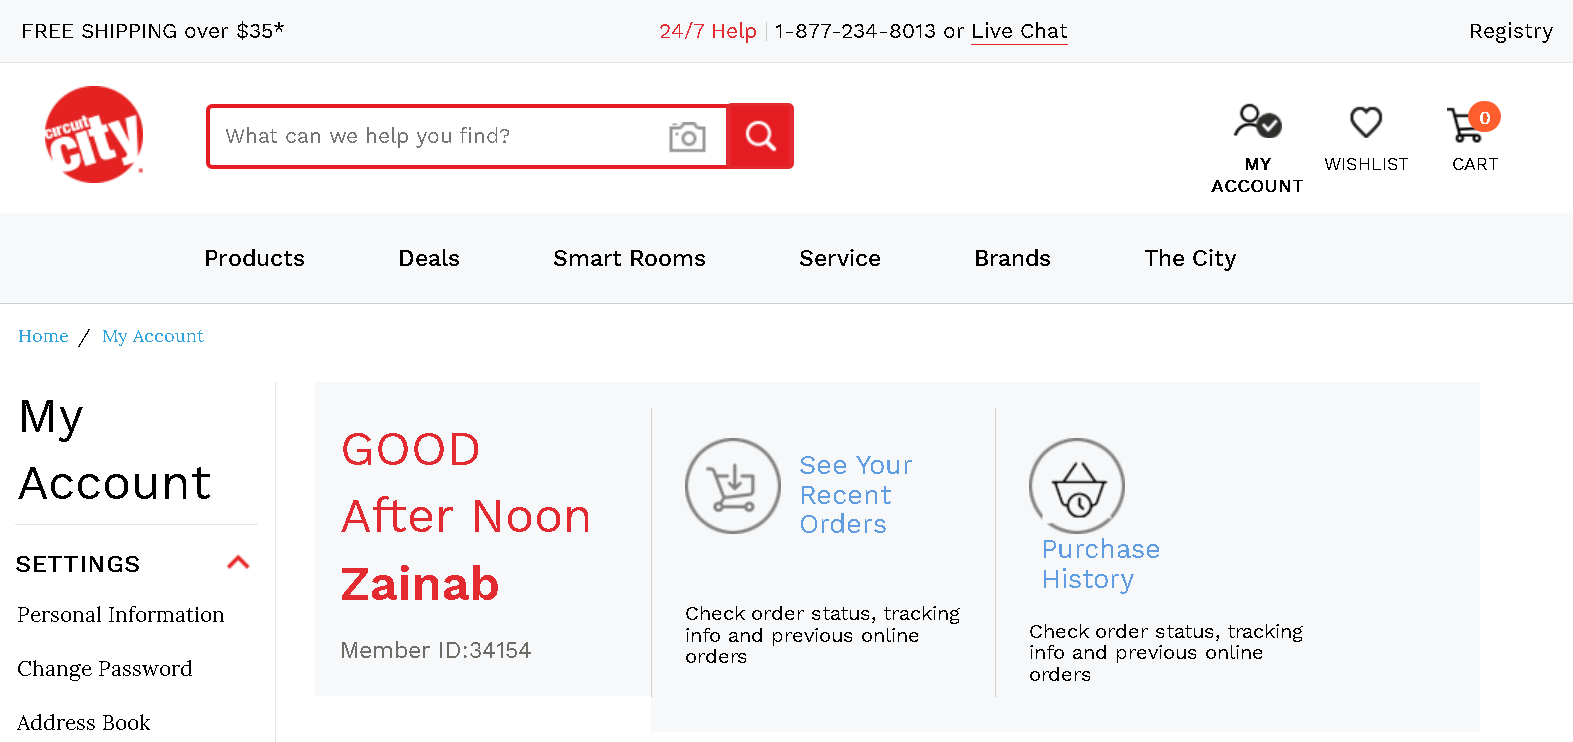 FREE SHIPPING over $35*
24/7 Help | 1-877-234-8013 or Live Chat
Registry
circuit
city
What can we help you find?
MY
ACCOUNT
WISHLIST
0
CART
Products Deals Smart Rooms Service Brands The City
Home / My Account
My
Account
SETTINGS
Personal Information
Change Password
Address Book
GOOD
After Noon
Zainab
Member ID:34154
See Your
Recent
Orders
Check order status, tracking
info and previous online
orders
Purchase
History
Check order status, tracking
info and previous online
orders